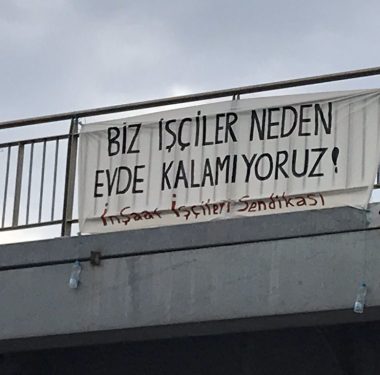 BİZ İŞÇİLER NEDEN
EVDE KALAMIYORUZ!
İnşaat İşçileri Sendikası